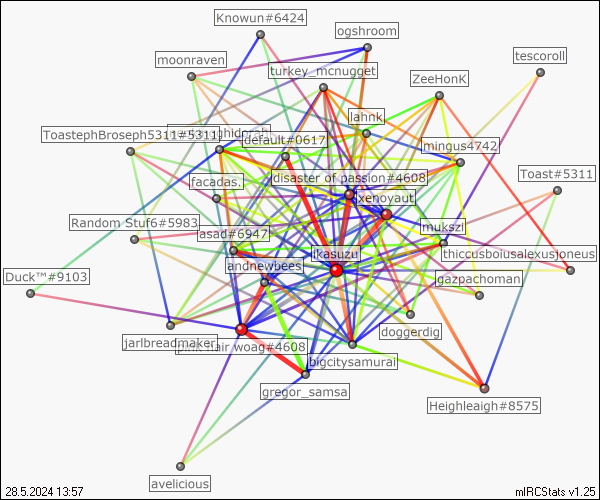 Knowun#6424
ogshroom
moonraven
tescoroll
turkey_mcnugget
ZeeHonK
lahnk
ToastephBroseph5311#5311
default#0617
mingus4742
disaster of passion#4608
Toast#5311
facadas.
xenoyaut
Random Stuf6#5983
mukszi
asad#6947
ikasuzu
thiccusboiusalexusjoneus
andnewbees
Duck™#9103
gazpachoman
doggerdig
jarlbreadmaker
hair woag#4608
bigcitysamurai
gregor_samsa
Heighleaigh#8575
avelicious
28.5.2024 13:57
mIRCStats v1.25